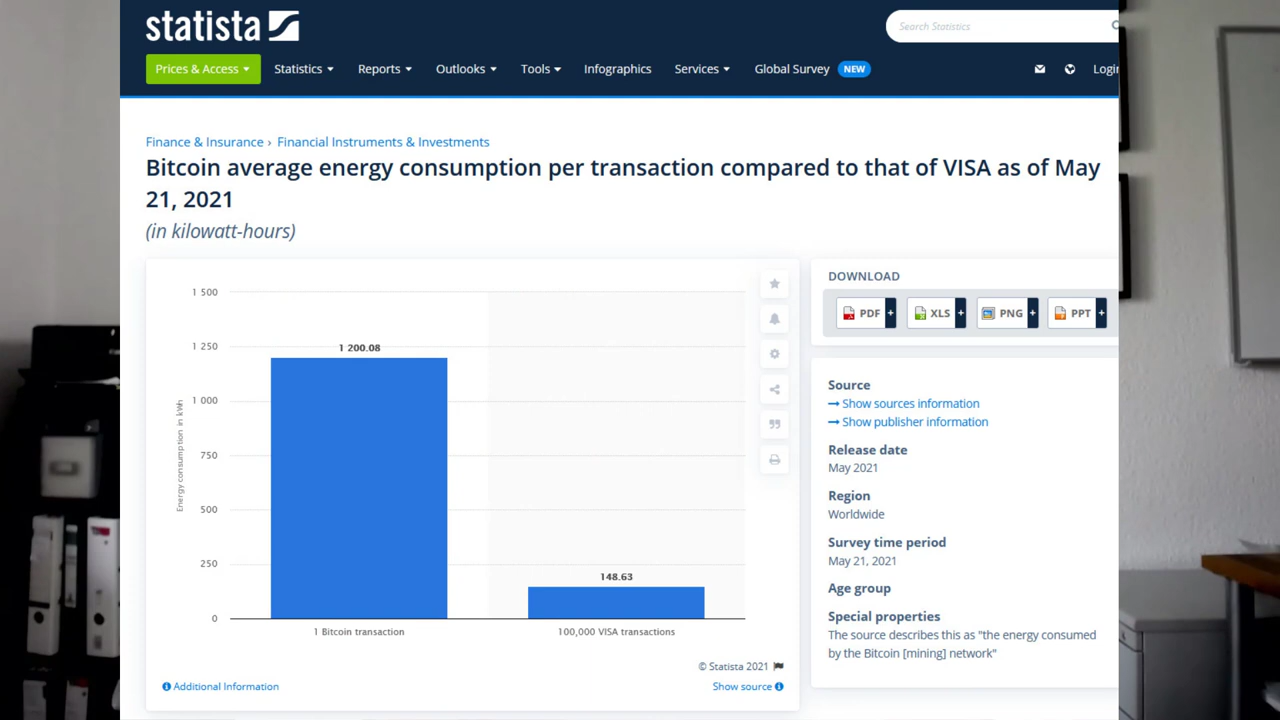 statista
Search Statistics
Prices & Access
Statistics
Reports
Outlooks
Tools
Infographics
Services
Global Survey
NEW
Finance & Insurance › Financial Instruments & Investments
Bitcoin average energy consumption per transaction compared to that of VISA as of May
21, 2021
(in kilowatt-hours)
1 500
1 250
1 000
750
500
250
0
Energy consumption in kWh
1 200.08
148.63
1 Bitcoin transaction
100,000 VISA transactions
© Statista 2021
Additional Information
Show source
DOWNLOAD
PDF +
XLS +
PNG +
PPT +
Source
→ Show sources information
→ Show publisher information
Release date
May 2021
Region
Worldwide
Survey time period
May 21, 2021
Age group
Special properties
The source describes this as "the energy consumed
by the Bitcoin [mining] network"